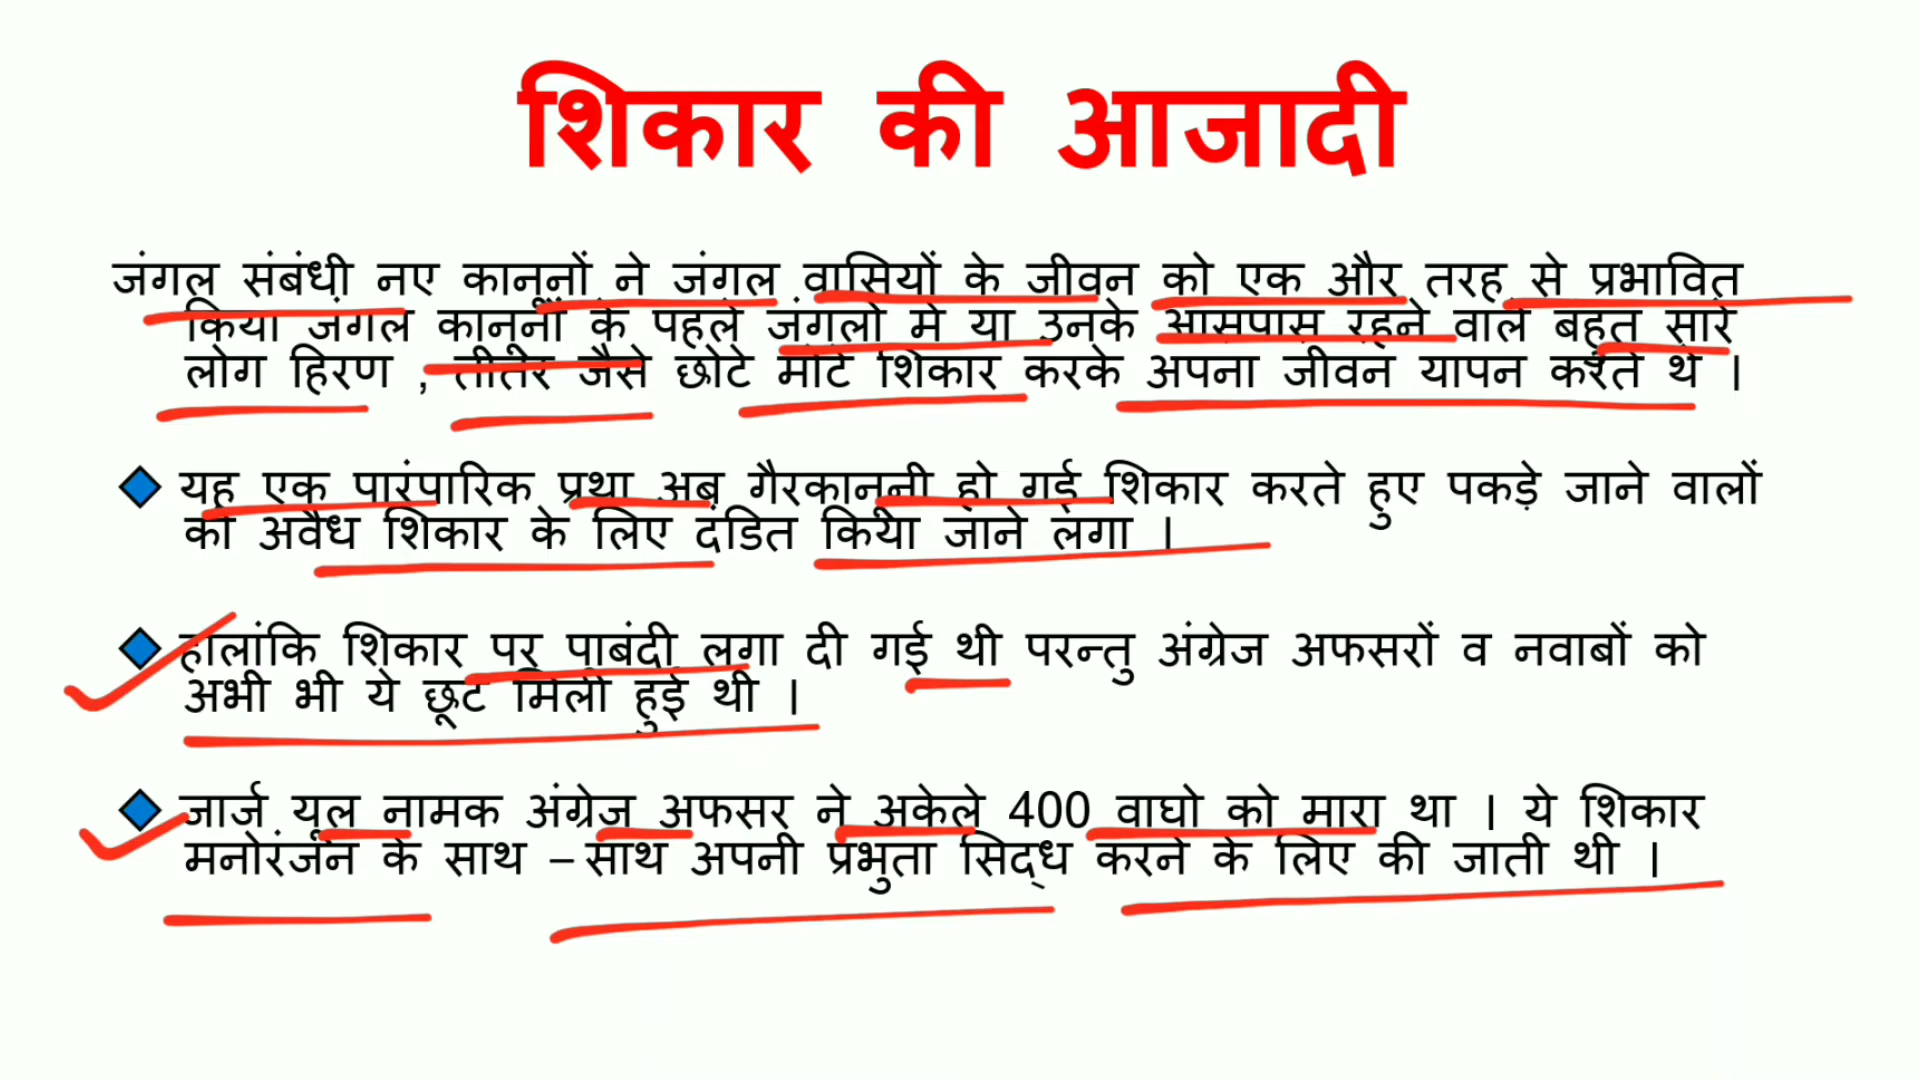 शिकार की आजादी
जंगल संबंधी नए कानूनों ने जंगल वासियों के जीवन को एक और तरह से प्रभावित
किया जंगल कानूनों के पहले जंगलों में या उनके आसपास रहने वाले बहुत सारे
लोग हिरण , तीतर जैसे छोटे मोटे शिकार करके अपना जीवन यापन करते थे ।
यह एक पारंपारिक प्रथा अब गैरकानूनी हो गई शिकार करते हुए पकड़े जाने वालों
को अवैध शिकार के लिए दंडित किया जाने लगा ।
हालांकि शिकार पर पाबंदी लगा दी गई थी परन्तु अंग्रेज अफसरों व नवाबों को
अभी भी ये छूट मिली हुई थी ।
जार्ज यूल नामक अंग्रेज अफसर ने अकेले 400 वाघो को मारा था । ये शिकार
मनोरंजन के साथ – साथ अपनी प्रभुता सिद्ध करने के लिए की जाती थी ।